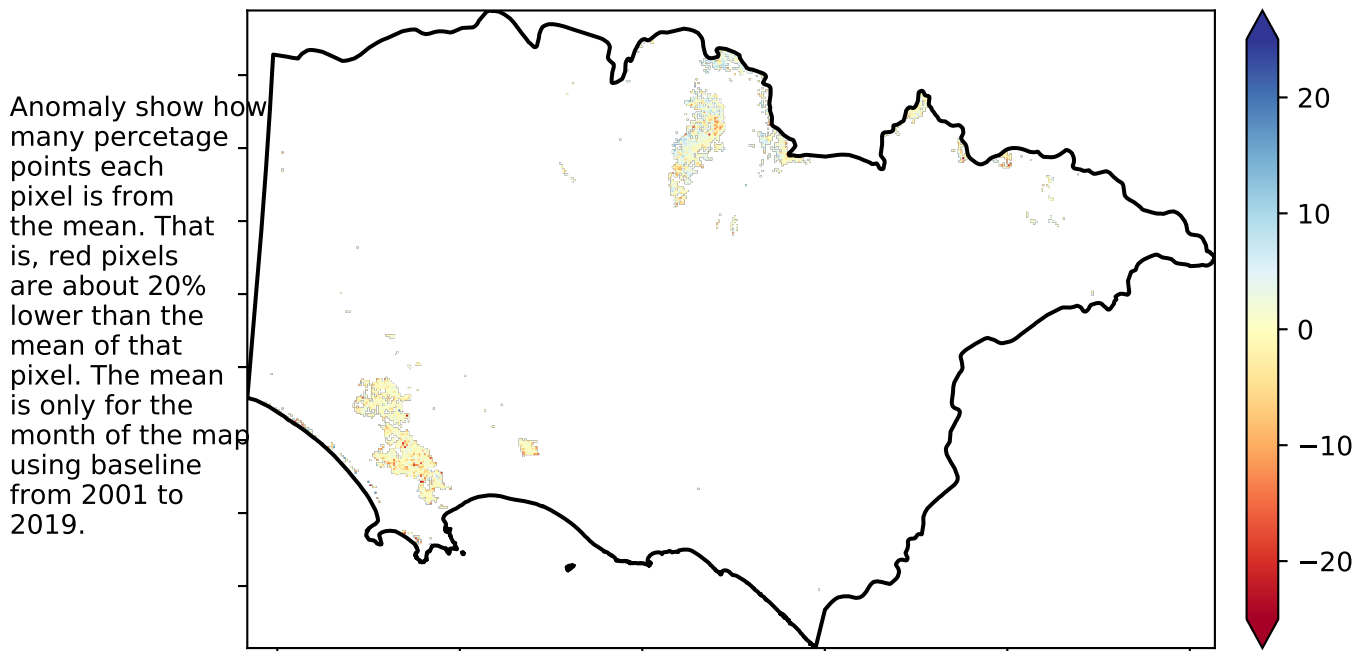 Anomaly show how
many percetage
points each
pixel is from
the mean. That
is, red pixels
are about 20%
lower than the
mean of that
pixel. The mean
is only for the
month of the map
using baseline
from 2001 to
2019.
20
10
0
−10
−20